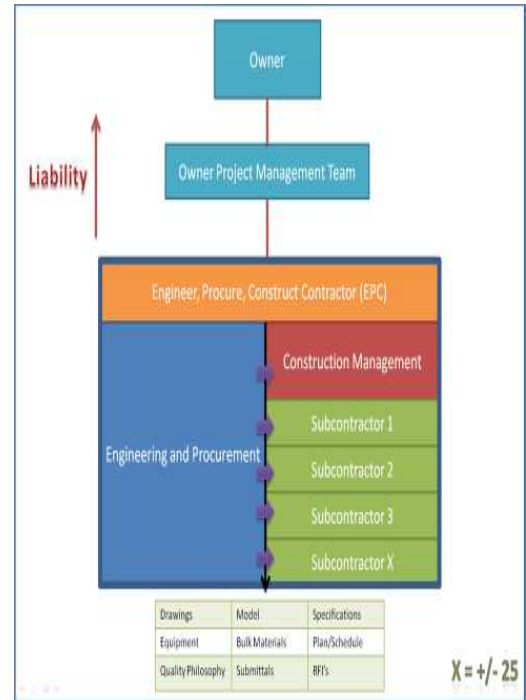 Owner
Liability
Owner Project Management Team
Engineer, Procure, Construct Contractor (EPC)
Construction Management
Engineering and Procurement
Subcontractor 1
Subcontractor 2
Subcontractor 3
Subcontractor X
Drawings Model Specifications
Equipment Bulk Materials Plan/Schedule
Quality Philosophy Submittals RFI's
X = +/- 25